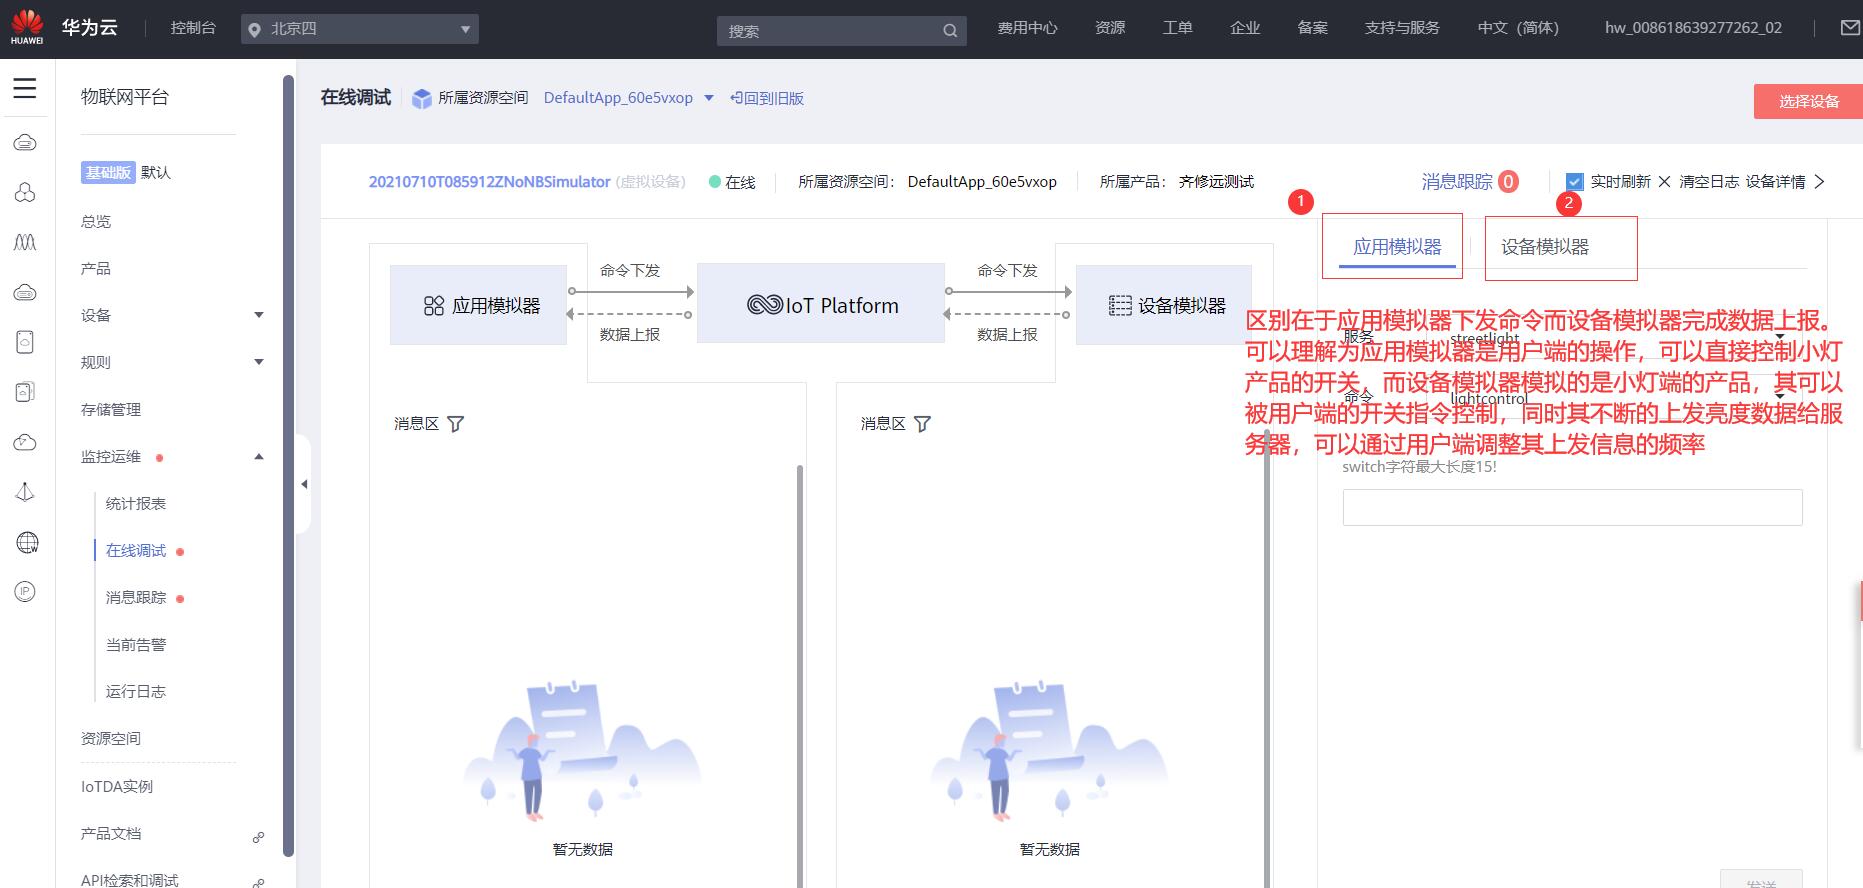 HUAWEI
华为云
控制台
北京四
搜索
费用中心
资源
工单
企业
备案
支持与服务
中文（简体）
hw_008618639277262_02
物联网平台
基础版 默认
总览
产品
设备
规则
存储管理
监控运维
统计报表
在线调试
消息跟踪
当前告警
运行日志
资源空间
IoTDA实例
产品文档
API检索和调试
在线调试
所属资源空间 DefaultApp_60e5vxop
回到旧版
选择设备
20210710T085912ZNoNBSimulator (虚拟设备)
在线
所属资源空间： DefaultApp_60e5vxop
所属产品： 齐修远测试
消息跟踪 0
实时刷新
清空日志
设备详情
1
2
应用模拟器
设备模拟器
应用模拟器
命令下发
数据上报
IoT Platform
命令下发
数据上报
设备模拟器
区别在于应用模拟器下发命令而设备模拟器完成数据上报。
可以理解为应用模拟器是用户端的操作，可以直接控制小灯
产品的开关，而设备模拟器模拟的是小灯端的产品，其可以
被用户端的开关指令控制，同时其不断的上发亮度数据给服
务器，可以通过用户端调整其上发信息的频率
服务
streetlight
命令
lightcontrol
switch字符最大长度15!
消息区
消息区
暂无数据
暂无数据
发送
IP
W